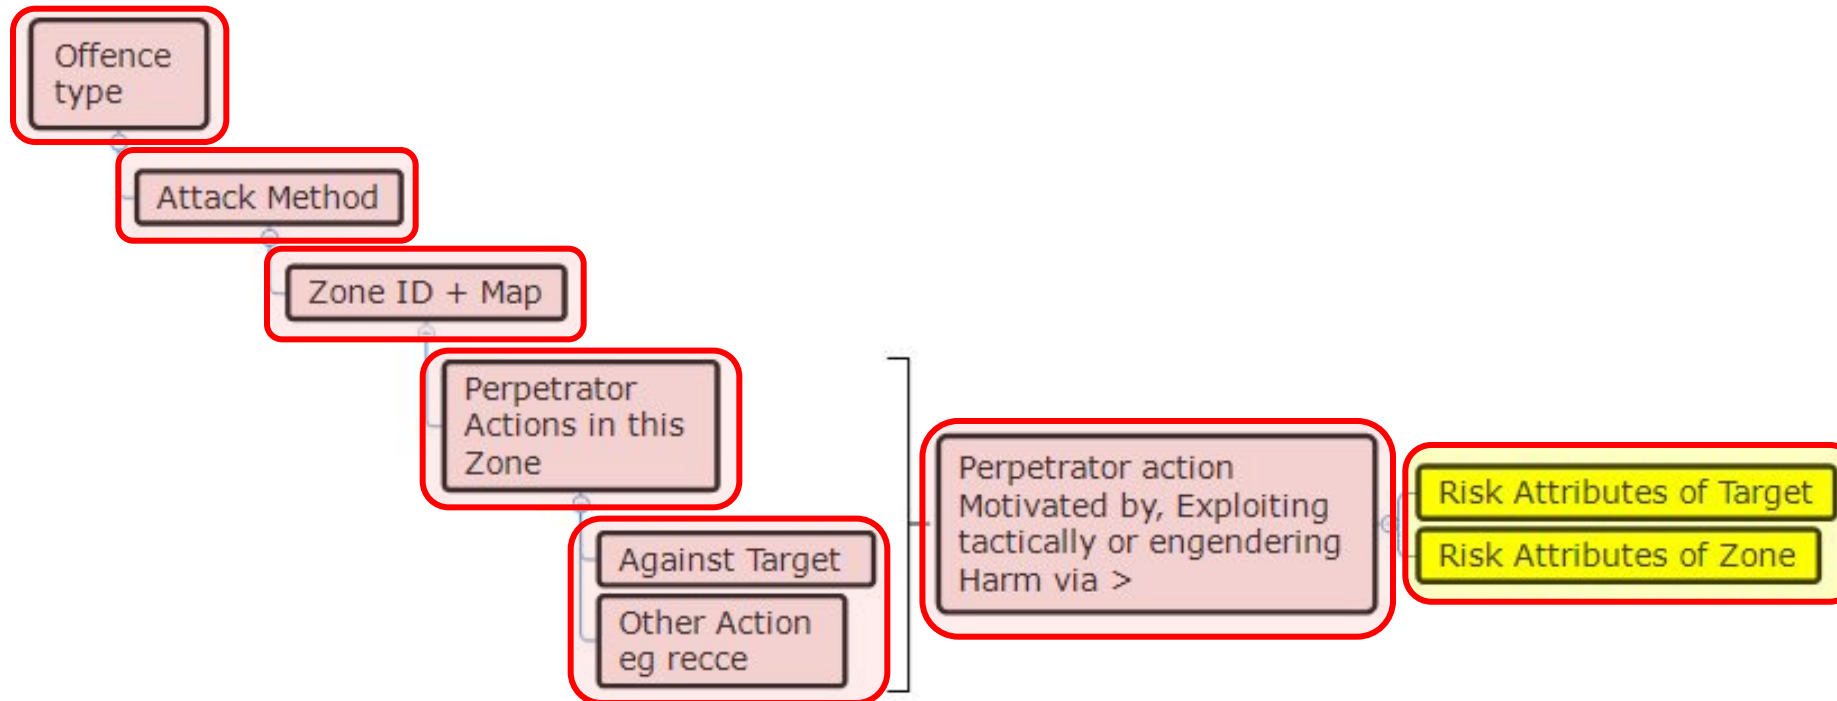 Offence
type
Attack Method
Zone ID + Map
Perpetrator
Actions in this
Zone
Against Target
Other Action
eg recce
Perpetrator action
Motivated by, Exploiting
tactically or engendering
Harm via >
Risk Attributes of Target
Risk Attributes of Zone